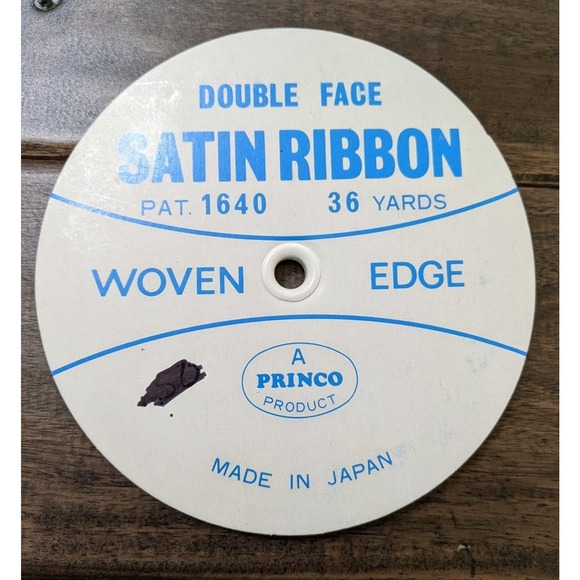 DOUBLE FACE
SATIN RIBBON
PAT. 1640 36 YARDS
WOVEN EDGE
A
PRINCO
PRODUCT
MADE IN JAPAN